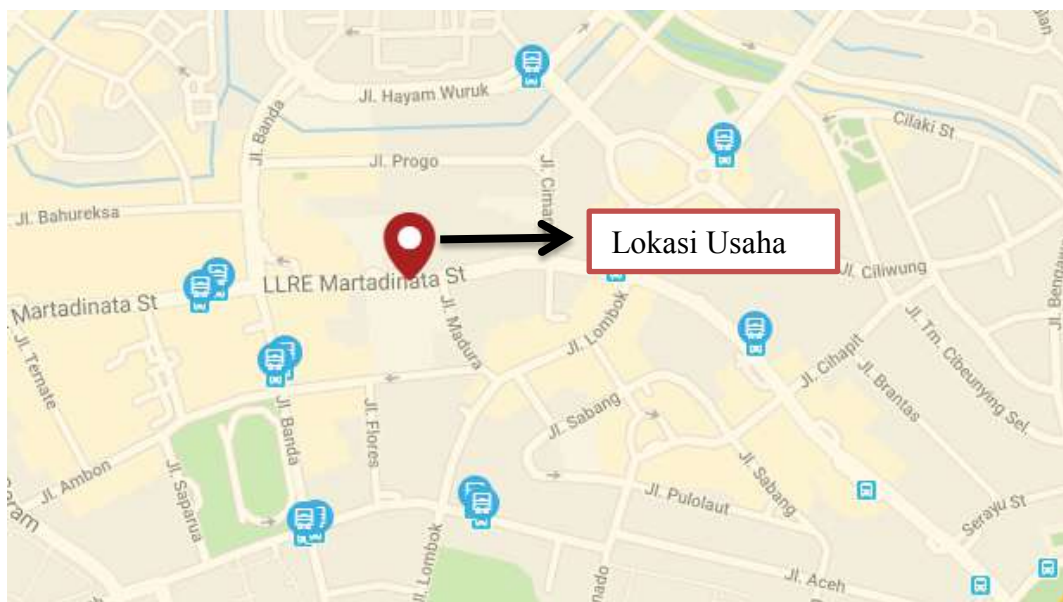 Jl. Hayam Wuruk
Jl. Banda
Jl. Progo
Cilaki St
Jl. Bahureksa
Lokasi Usaha
Jl. Ciliwung
LLRE Martadinata St
Martadinata St
Jl. Madura
Jl. Lombok
Jl. Ternate
Jl. Tm. Cibeunying Sel.
Jl. Cihapit
Jl. Brantas
Jl. Banda
Jl. Flores
Jl. Sabang
Jl. Ambon
Jl. Saparua
Jl. Sabang
Jl. Pulolaut
Serayu St
Jl. Lombok
Jl. Aceh